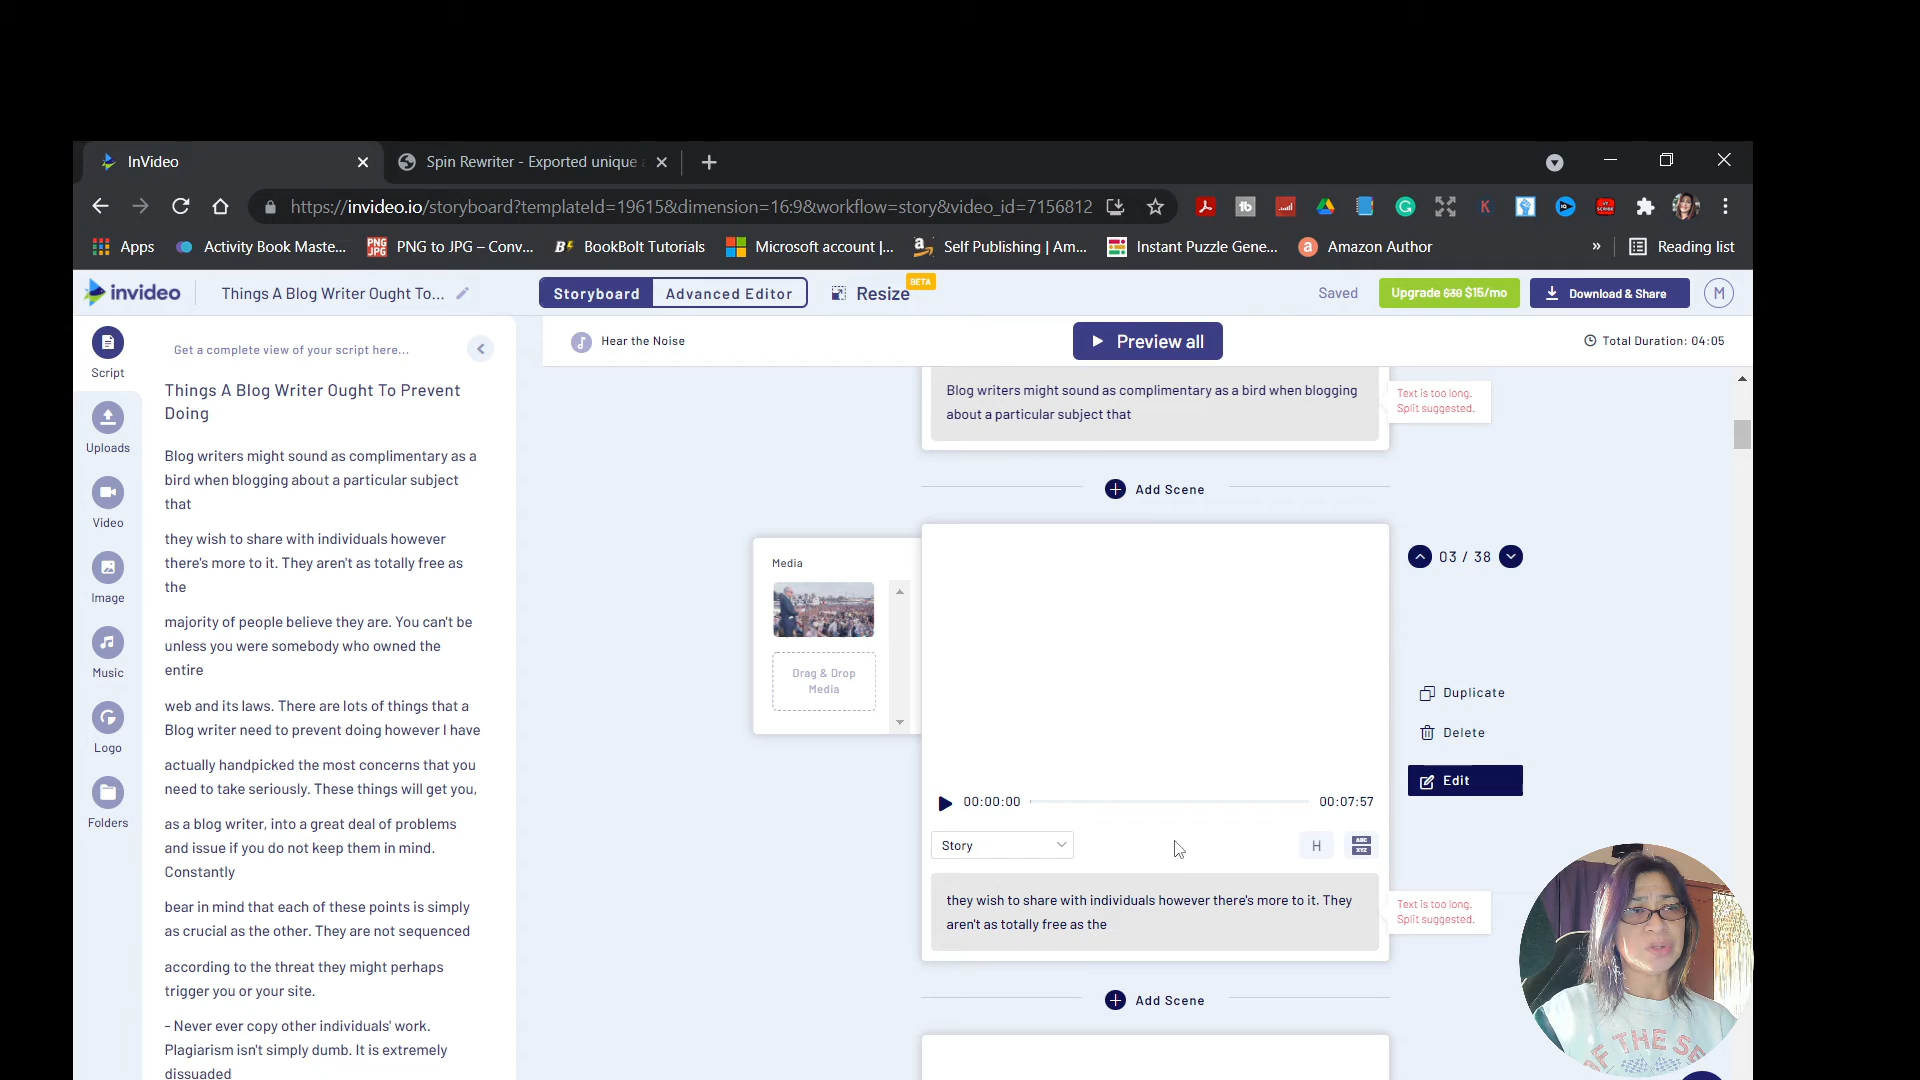 InVideo
Spin Rewriter - Exported unique
https://invideo.io/storyboard?templateId=19615&dimension=16:9&workflow=story&video_id=7156812
Apps
Activity Book Maste...
PNG to JPG – Conv...
BookBolt Tutorials
Microsoft account |...
Self Publishing | Am...
Instant Puzzle Gene...
Amazon Author
»
Reading list
invideo
Things A Blog Writer Ought To...
Storyboard
Advanced Editor
Resize
BETA
Saved
Upgrade $30 $15/mo
Download & Share
M
Script
Uploads
Video
Image
Music
Logo
Folders
Get a complete view of your script here...
Things A Blog Writer Ought To Prevent
Doing
Blog writers might sound as complimentary as a
bird when blogging about a particular subject
that
they wish to share with individuals however
there's more to it. They aren't as totally free as
the
majority of people believe they are. You can't be
unless you were somebody who owned the
entire
web and its laws. There are lots of things that a
Blog writer need to prevent doing however I have
actually handpicked the most concerns that you
need to take seriously. These things will get you,
as a blog writer, into a great deal of problems
and issue if you do not keep them in mind.
Constantly
bear in mind that each of these points is simply
as crucial as the other. They are not sequenced
according to the threat they might perhaps
trigger you or your site.
- Never ever copy other individuals' work.
Plagiarism isn't simply dumb. It is extremely
dissuaded
Hear the Noise
Preview all
Total Duration: 04:05
Blog writers might sound as complimentary as a bird when blogging
about a particular subject that
Text is too long.
Split suggested.
Add Scene
Media
Drag & Drop
Media
03 / 38
Duplicate
Delete
Edit
00:00:00
00:07:57
Story
H
ABC
XYZ
they wish to share with individuals however there's more to it. They
aren't as totally free as the
Text is too long.
Split suggested.
Add Scene